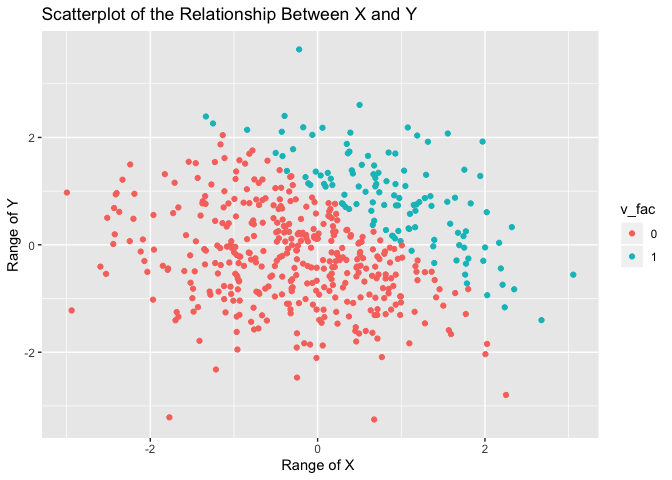 Scatterplot of the Relationship Between X and Y
2
0
-2
Range of Y
-2
0
2
Range of X
v_fac
0
1